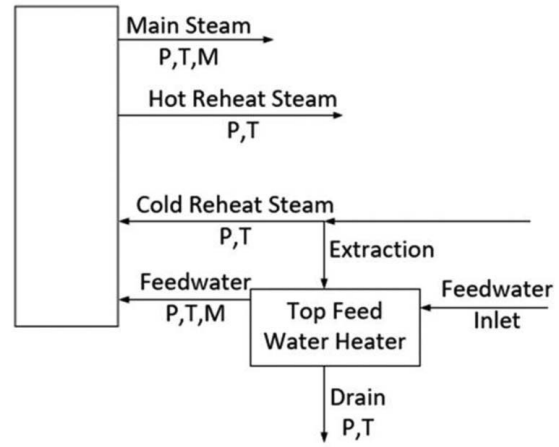 Main Steam
P,T,M
Hot Reheat Steam
P,T
Cold Reheat Steam
P,T
Extraction
Feedwater
P,T,M
Top Feed
Water Heater
Feedwater
Inlet
Drain
P,T